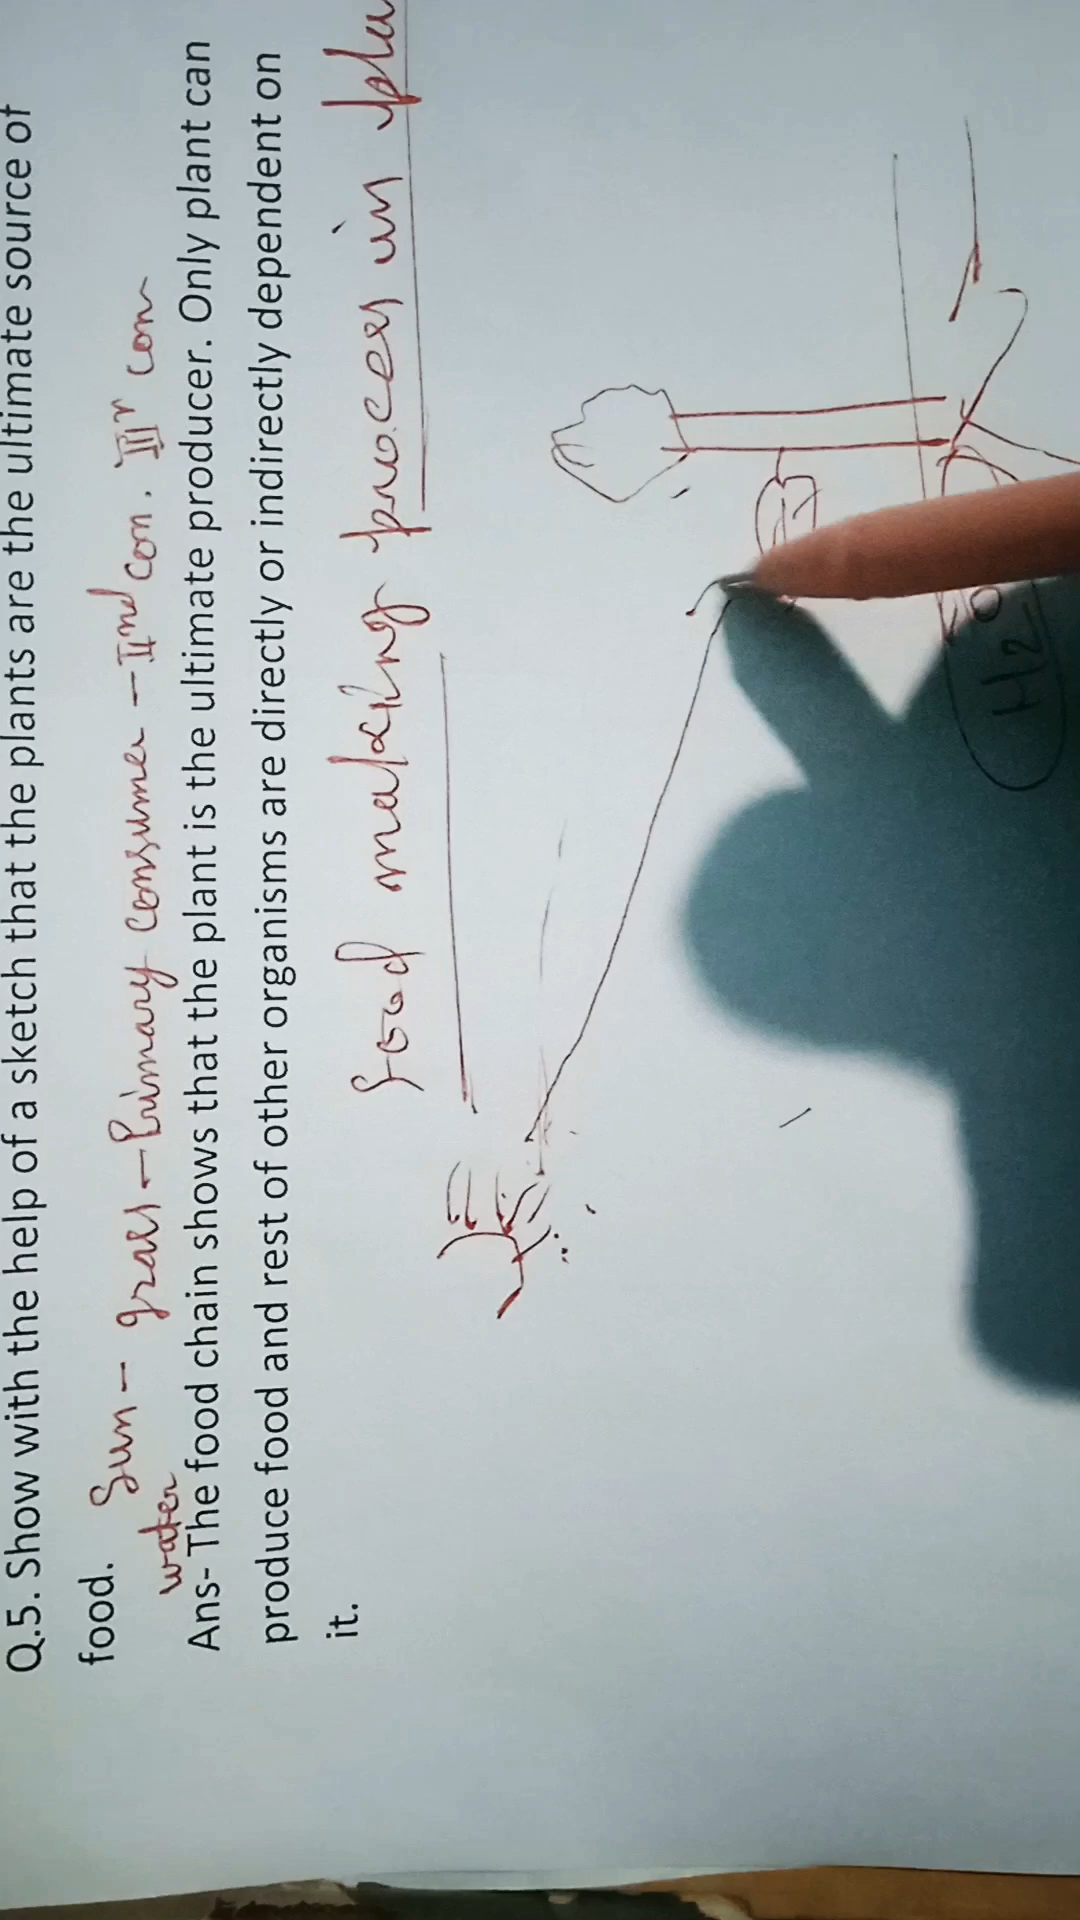 Q.5. Show with the help of a sketch that the plants are the ultimate source of
food.
Sun - grass - Primary consumer - IInd con. IIIr con
water
Ans- The food chain shows that the plant is the ultimate producer. Only plant can
produce food and rest of other organisms are directly or indirectly dependent on
it.
food making process in pla
H2O